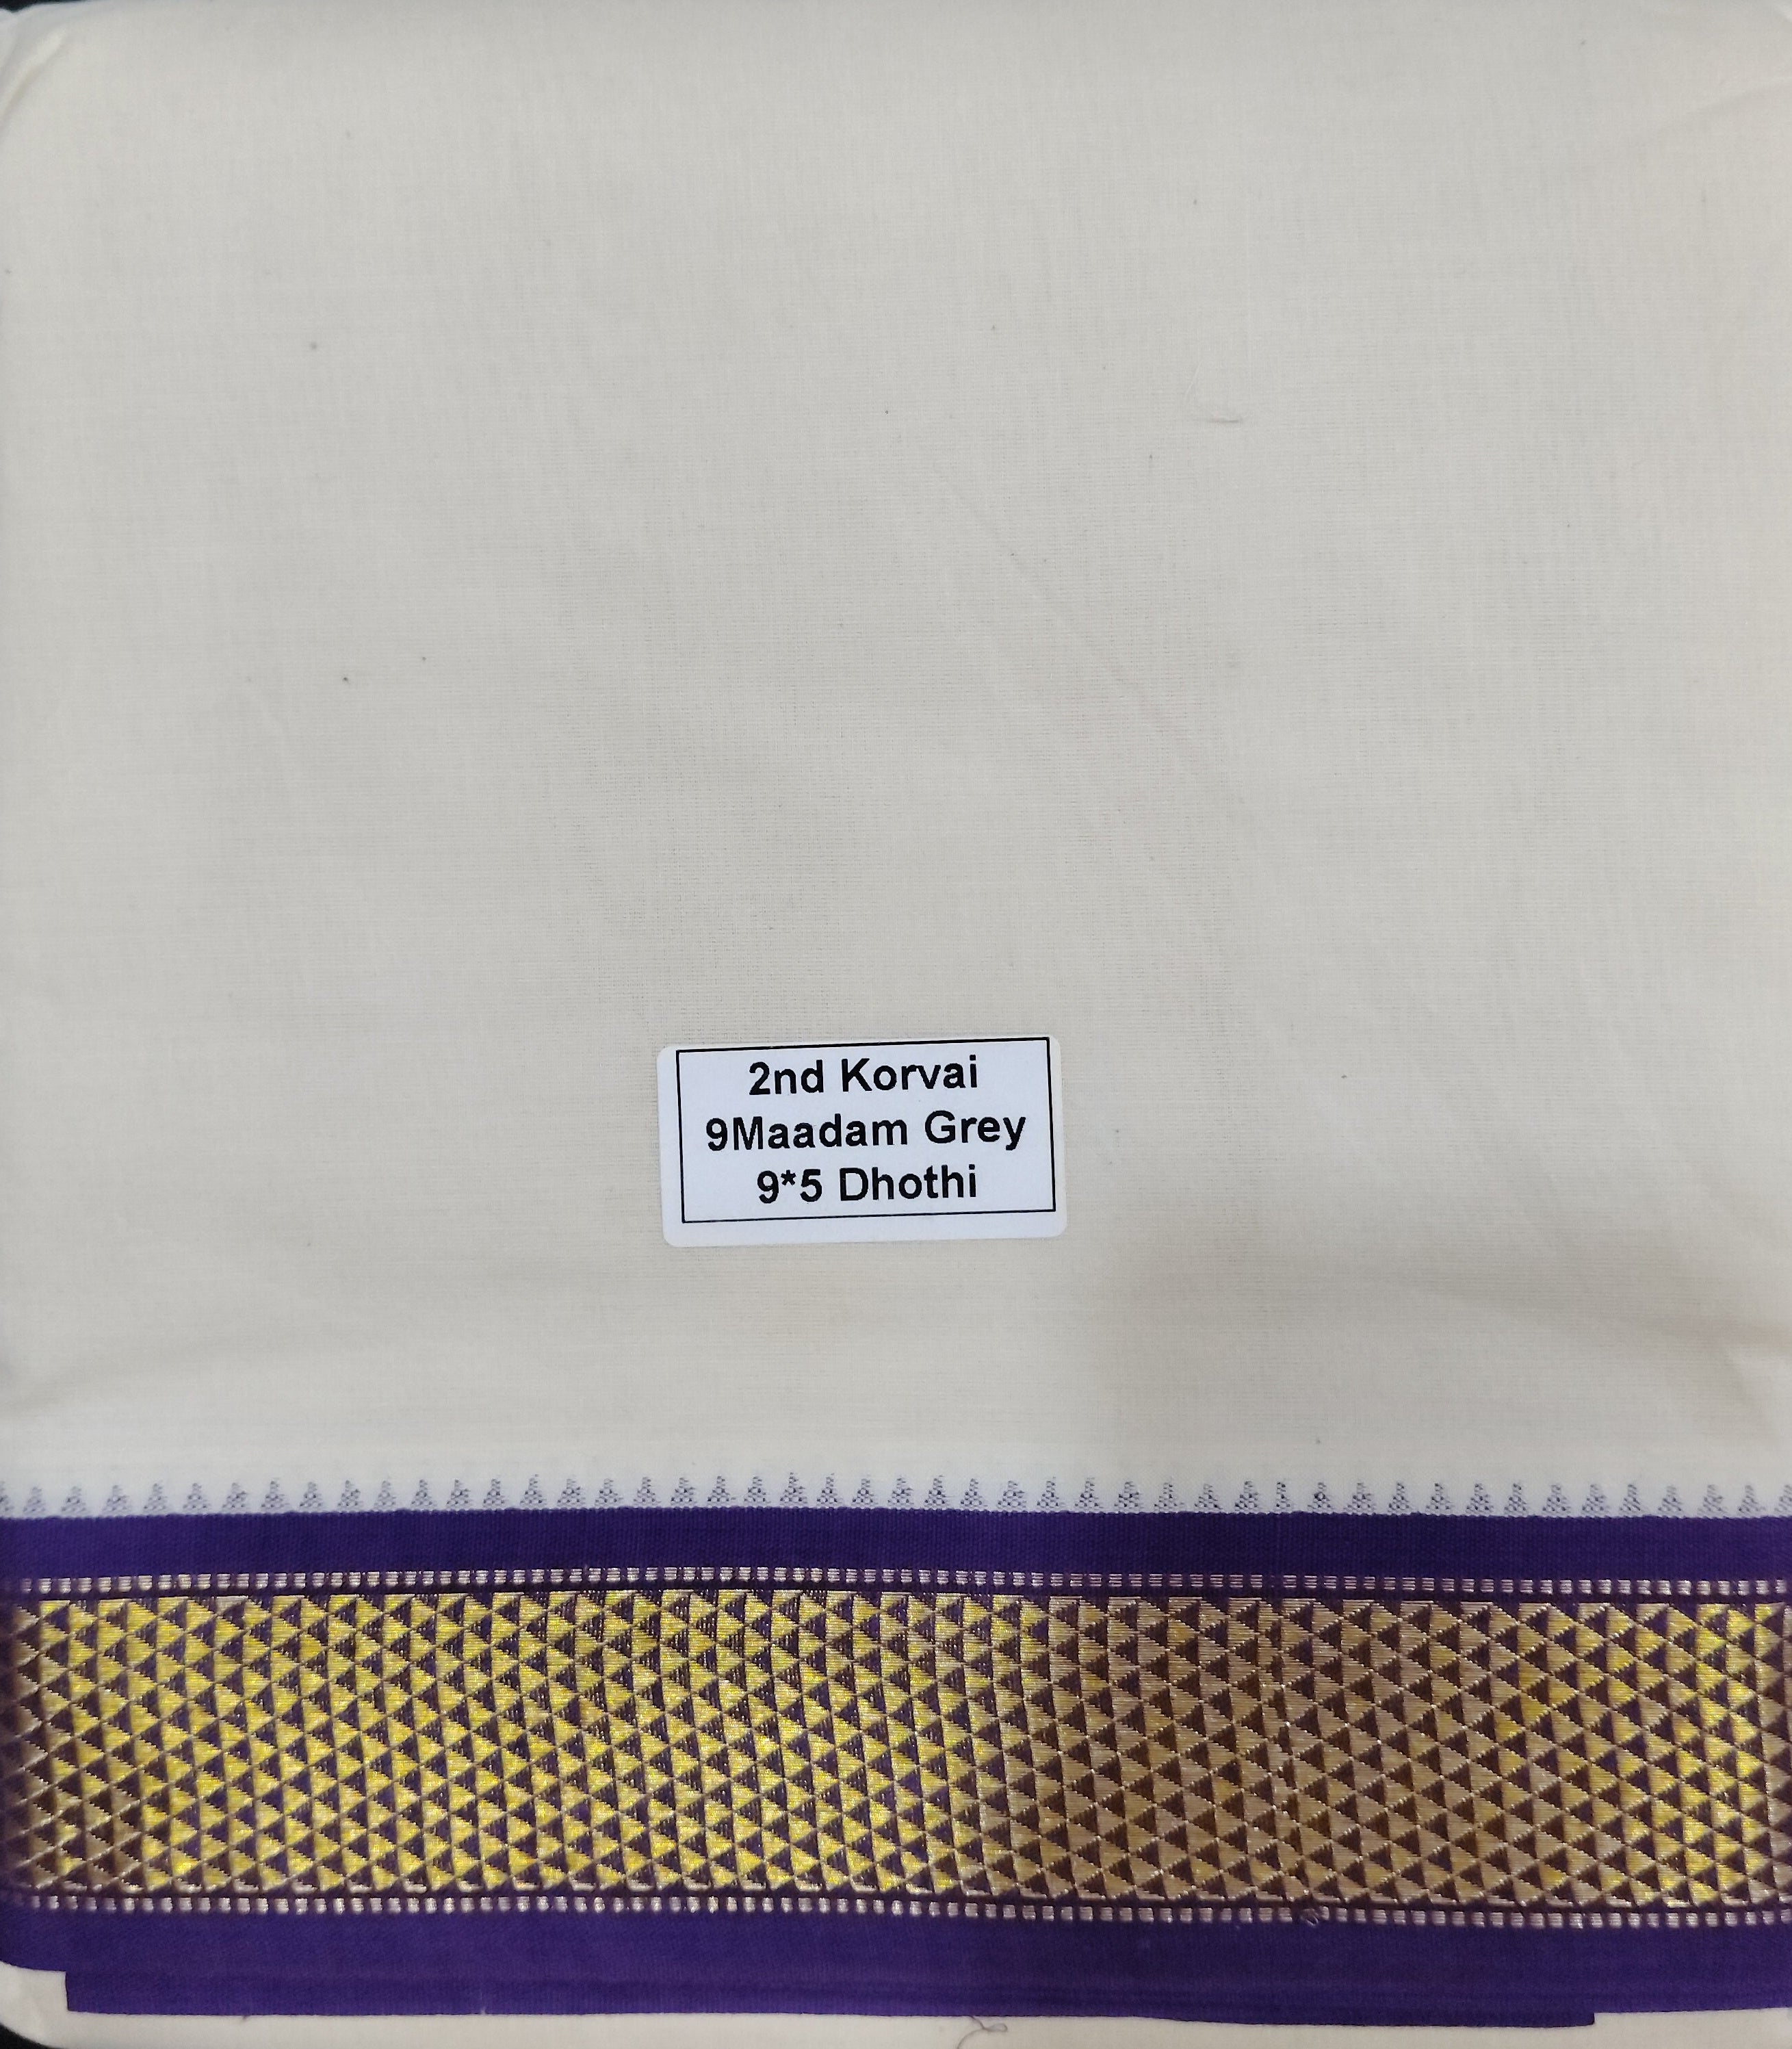 2nd Korvai
9Maadam Grey
9*5 Dhothi